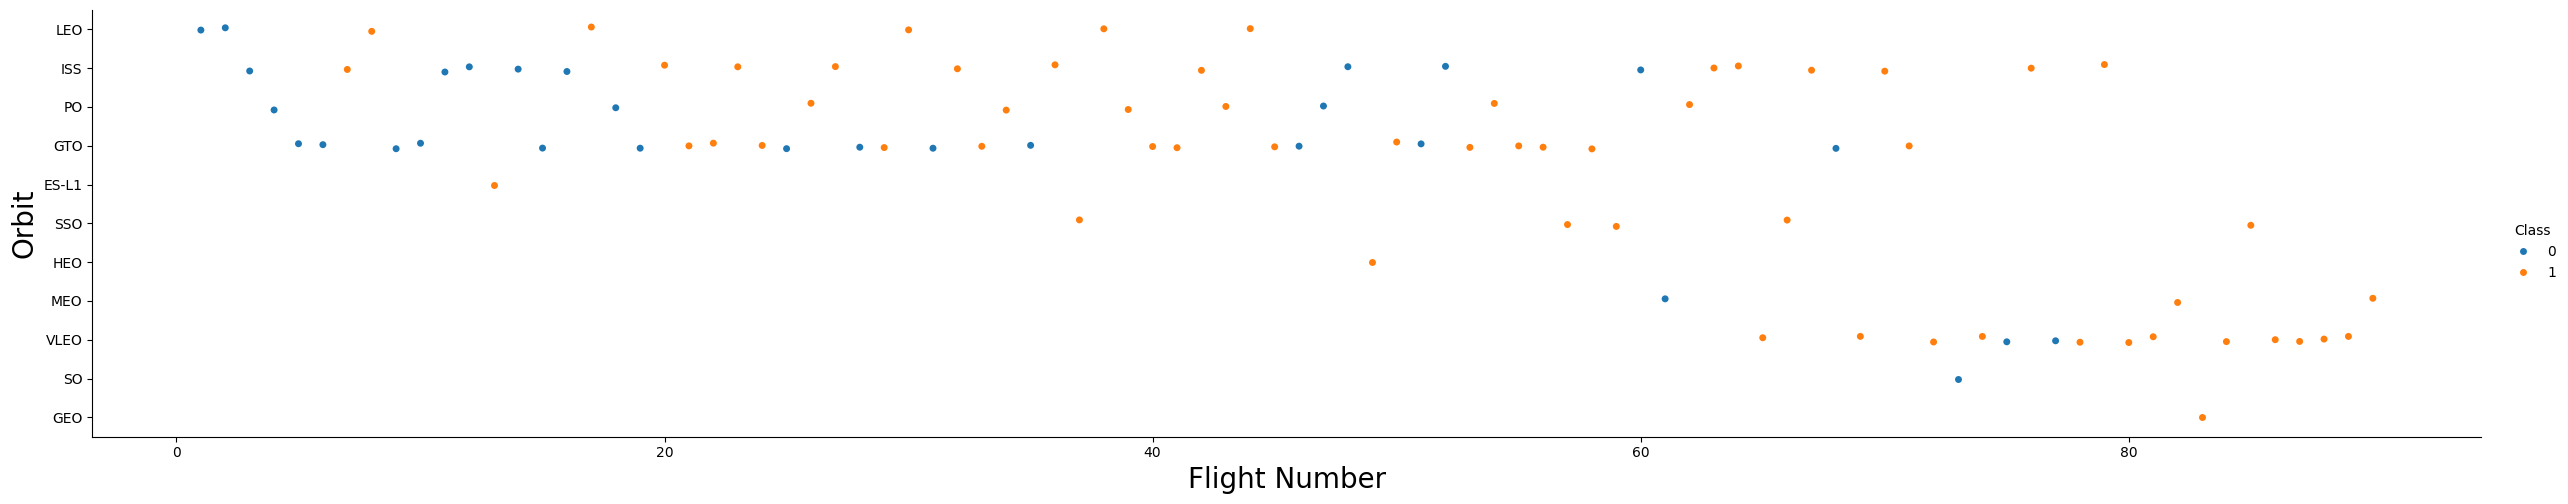 LEO
ISS
PO
GTO
ES-L1
SSO
HEO
MEO
VLEO
SO
GEO
Orbit
0 20 40 60 80
Flight Number
Class
0
1